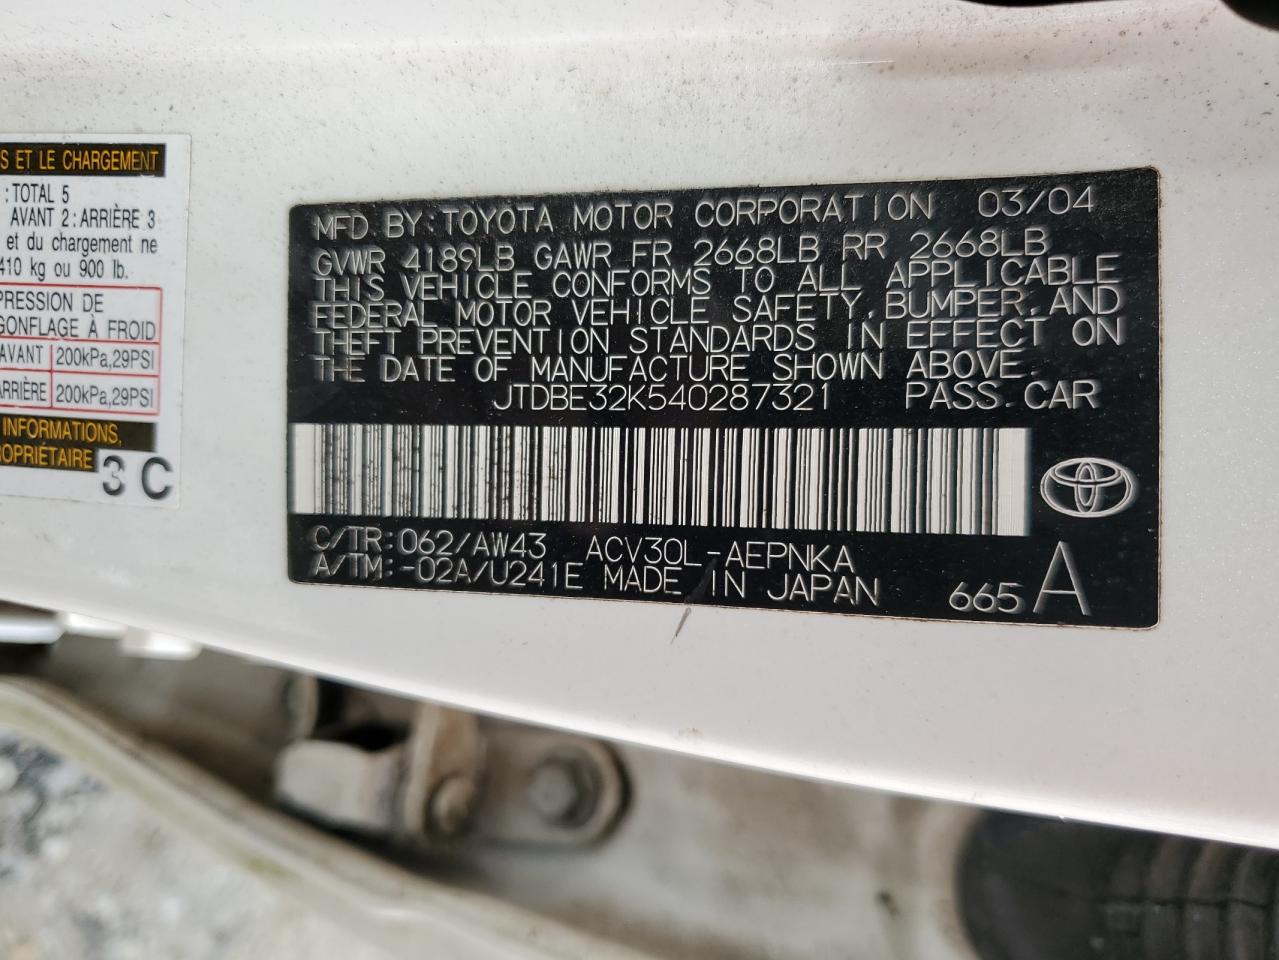 S ET LE CHARGEMENT
: TOTAL 5
AVANT 2 : ARRIÈRE 3
et du chargement ne
410 kg ou 900 lb.
PRESSION DE
GONFLAGE À FROID
AVANT 200kPa,29PSI
ARRIÈRE 200kPa,29PSI
INFORMATIONS,
PROPRIÉTAIRE
3 C
MFD BY: TOYOTA MOTOR CORPORATION 03/04
GVWR 4189LB GAWR FR 2668LB RR 2668LB
THIS VEHICLE CONFORMS TO ALL APPLICABLE
FEDERAL MOTOR VEHICLE SAFETY, BUMPER, AND
THEFT PREVENTION STANDARDS IN EFFECT ON
THE DATE OF MANUFACTURE SHOWN ABOVE.
JTDBE32K540287321 PASS. CAR
C/TR: 062/AW43 ACV30L-AEPNKA
A/TM: -02A/U241E MADE IN JAPAN 665 A